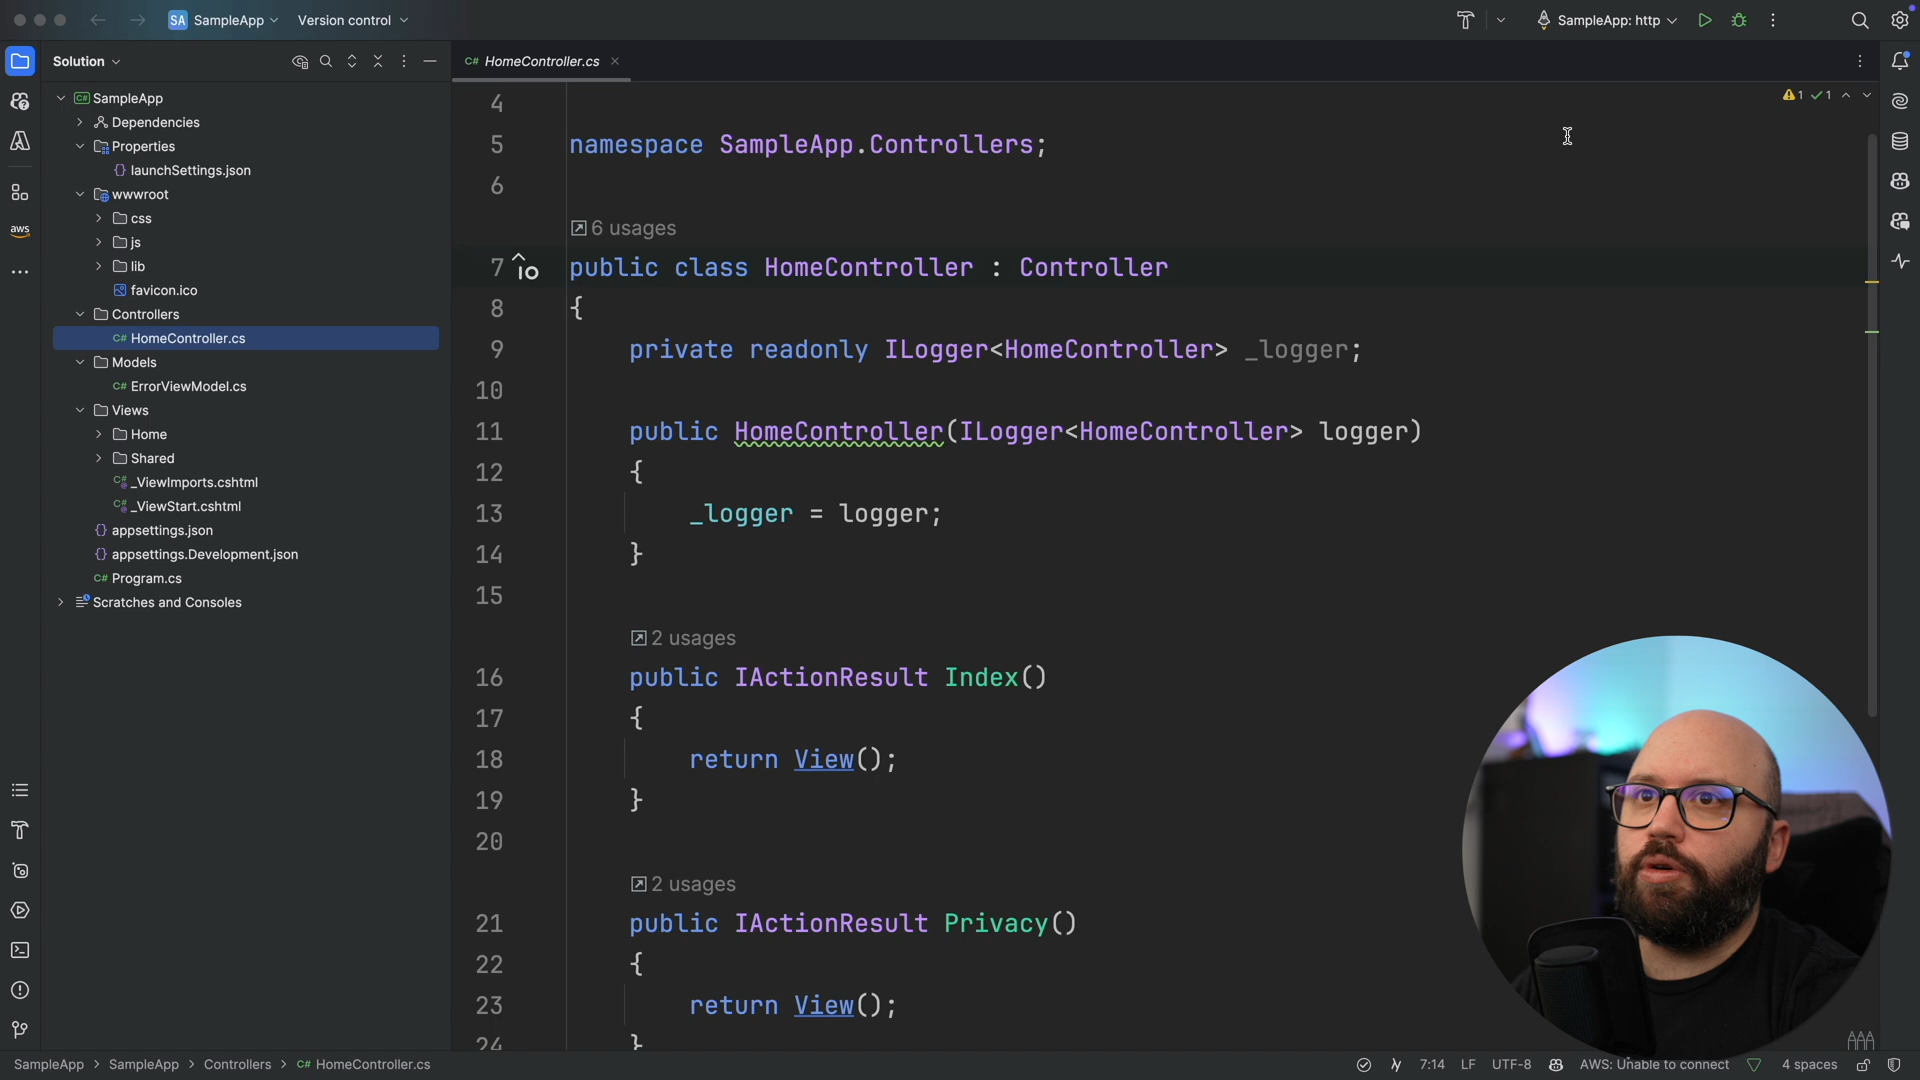 SA SampleApp
Version control
SampleApp: http
Solution
C# HomeController.cs
C# SampleApp
Dependencies
Properties
{} launchSettings.json
wwwroot
css
js
lib
favicon.ico
Controllers
C# HomeController.cs
Models
C# ErrorViewModel.cs
Views
Home
Shared
_ViewImports.cshtml
_ViewStart.cshtml
{} appsettings.json
{} appsettings.Development.json
C# Program.cs
Scratches and Consoles
aws
1 1
4
5 namespace SampleApp.Controllers;
6
6 usages
7 public class HomeController : Controller
8 {
9 private readonly ILogger<HomeController> _logger;
10
11 public HomeController(ILogger<HomeController> logger)
12 {
13 _logger = logger;
14 }
15
2 usages
16 public IActionResult Index()
17 {
18 return View();
19 }
20
2 usages
21 public IActionResult Privacy()
22 {
23 return View();
24 }
SampleApp > SampleApp > Controllers > C# HomeController.cs
7:14 LF UTF-8 AWS: Unable to connect 4 spaces